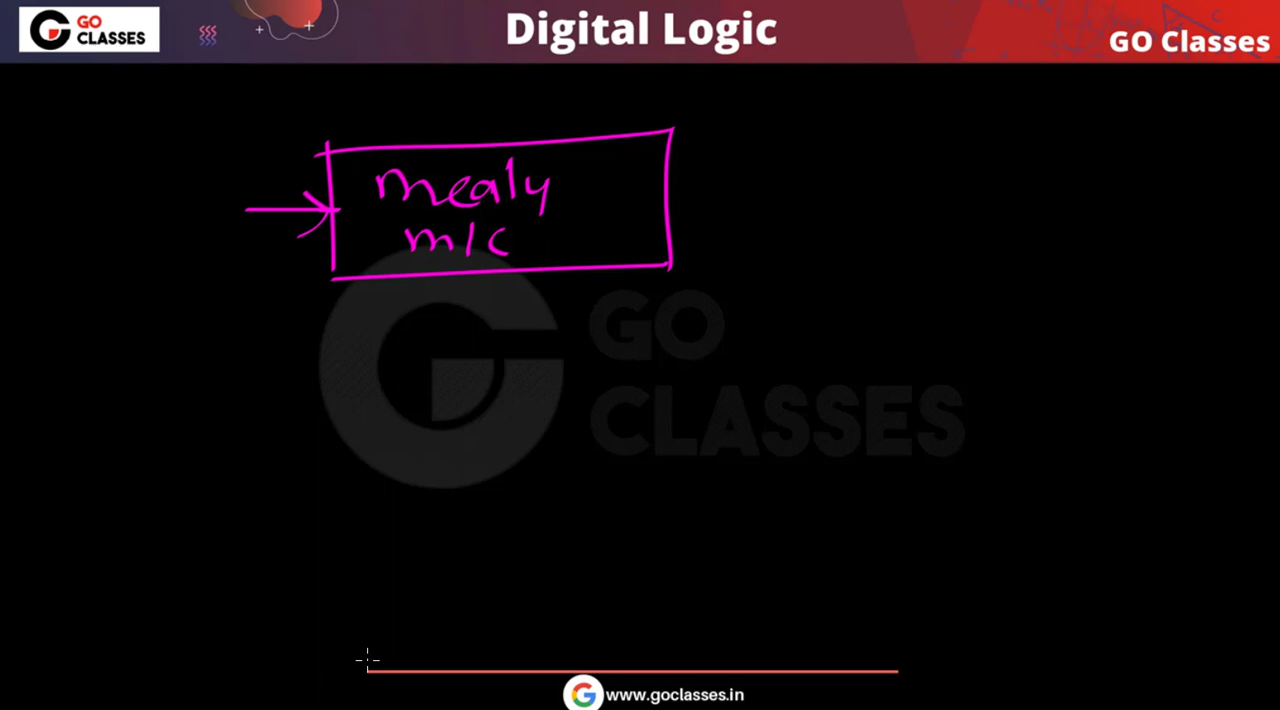 GO
CLASSES
Digital Logic
GO Classes
mealy
m/c
GO
CLASSES
www.goclasses.in